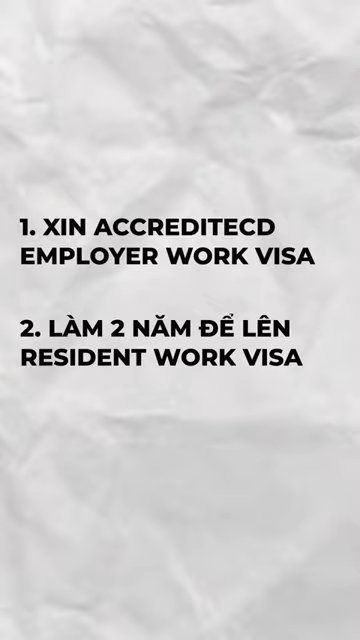 1. XIN ACCREDITECD
EMPLOYER WORK VISA
2. LÀM 2 NĂM ĐỂ LÊN
RESIDENT WORK VISA